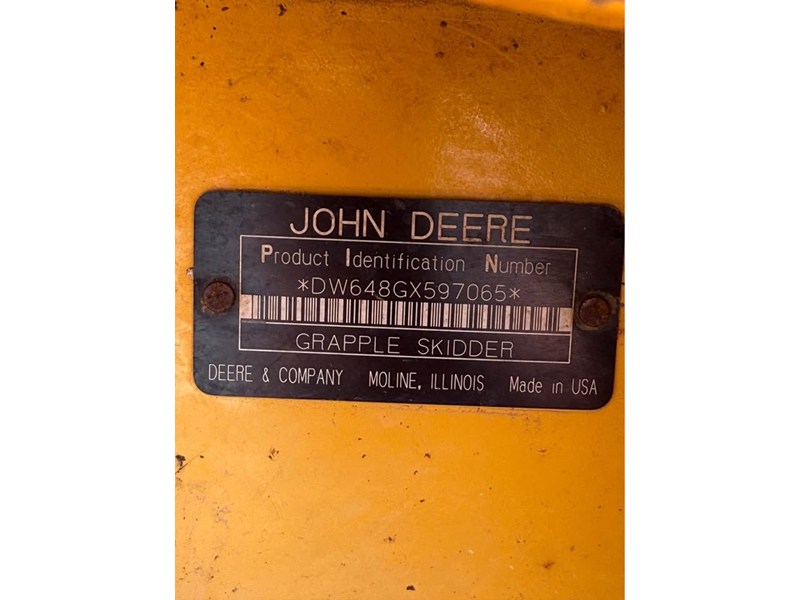 JOHN DEERE
Product Identification Number
*DW648GX597065*
GRAPPLE SKIDDER
DEERE & COMPANY MOLINE, ILLINOIS Made in USA